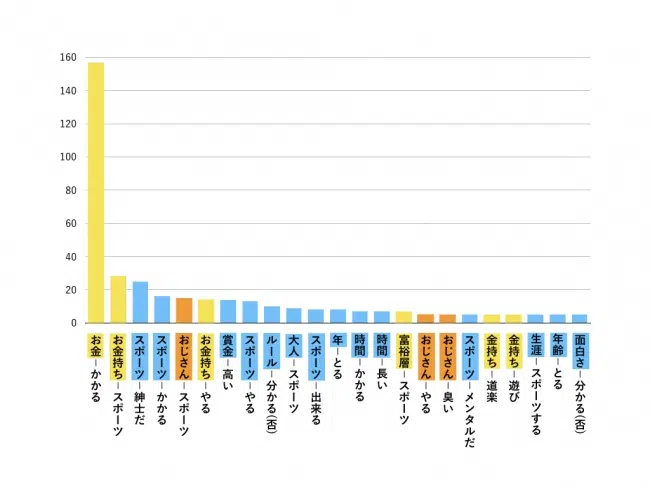 160
140
120
100
80
60
40
20
0
お金－かかる
お金持ち－スポーツ
スポーツ－紳士だ
スポーツ－かかる
おじさん－スポーツ
お金持ち－やる
賞金－高い
スポーツ－やる
ルール－分かる(否)
大人－スポーツ
スポーツ－出来る
年－とる
時間－かかる
時間－長い
富裕層－スポーツ
おじさん－やる
おじさん－臭い
スポーツ－メンタルだ
金持ち－道楽
金持ち－遊び
生涯－スポーツする
年齢－とる
面白さ－分かる(否)